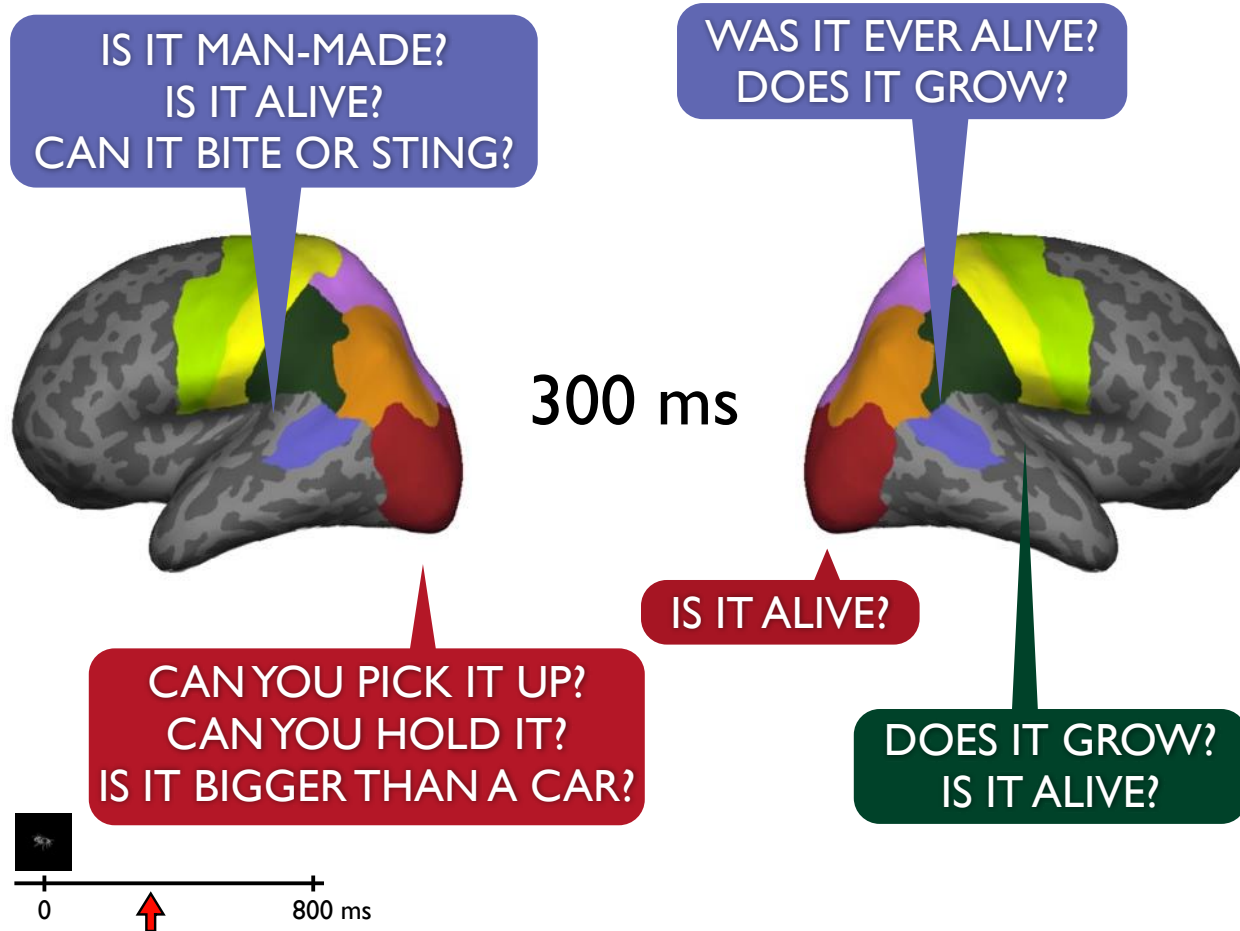 IS IT MAN-MADE?
IS IT ALIVE?
CAN IT BITE OR STING?
WAS IT EVER ALIVE?
DOES IT GROW?
300 ms
IS IT ALIVE?
CAN YOU PICK IT UP?
CAN YOU HOLD IT?
IS IT BIGGER THAN A CAR?
DOES IT GROW?
IS IT ALIVE?
0
800 ms